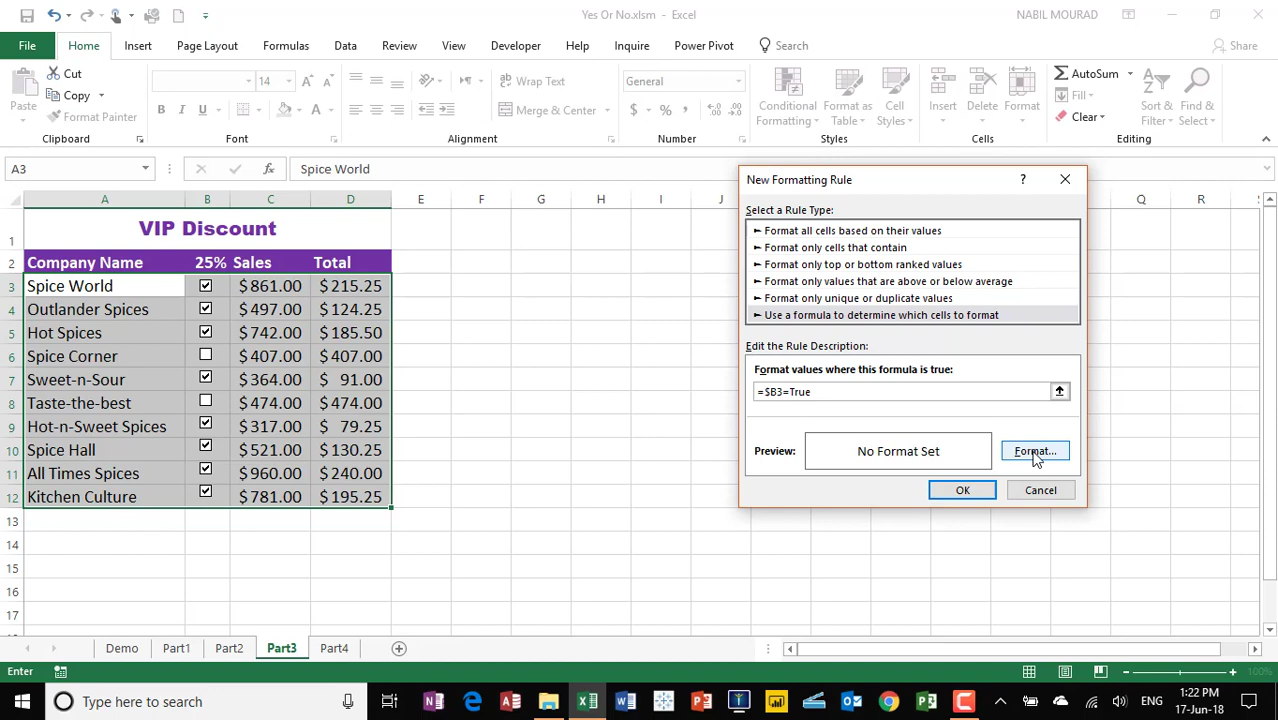 Yes Or No.xlsm - Excel
NABIL MOURAD
File Home Insert Page Layout Formulas Data Review View Developer Help Inquire Power Pivot Search Share
Paste Cut Copy Format Painter
14
B I U A
Wrap Text
Merge & Center
General
$ % ,
Conditional Formatting Format as Table Cell Styles
Insert Delete Format
AutoSum Fill Clear
Sort & Filter Find & Select
Clipboard Font Alignment Number Styles Cells Editing
A3 fx Spice World
A B C D E F G H I J Q R
1 VIP Discount
2 Company Name 25% Sales Total
3 Spice World $861.00 $215.25
4 Outlander Spices $497.00 $124.25
5 Hot Spices $742.00 $185.50
6 Spice Corner $407.00 $407.00
7 Sweet-n-Sour $364.00 $ 91.00
8 Taste-the-best $474.00 $474.00
9 Hot-n-Sweet Spices $317.00 $ 79.25
10 Spice Hall $521.00 $130.25
11 All Times Spices $960.00 $240.00
12 Kitchen Culture $781.00 $195.25
13
14
15
16
17
New Formatting Rule ?
Select a Rule Type:
► Format all cells based on their values
► Format only cells that contain
► Format only top or bottom ranked values
► Format only values that are above or below average
► Format only unique or duplicate values
► Use a formula to determine which cells to format
Edit the Rule Description:
Format values where this formula is true:
=$B3=True
Preview: No Format Set Format...
OK Cancel
Demo Part1 Part2 Part3 Part4
Enter 100%
Type here to search
ENG
1:22 PM
17-Jun-18